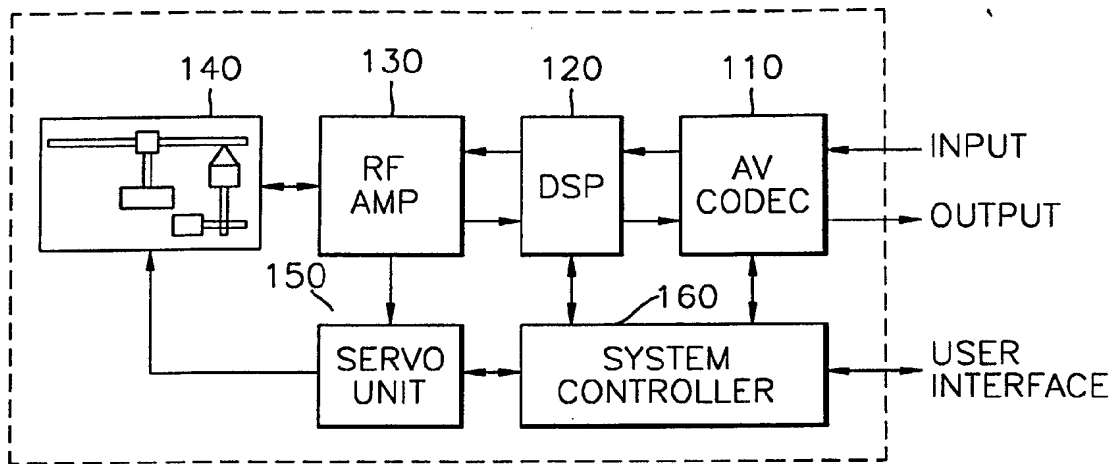 140
130
120
110
RF
AMP
DSP
AV
CODEC
INPUT
OUTPUT
150
160
SERVO
UNIT
SYSTEM
CONTROLLER
USER
INTERFACE